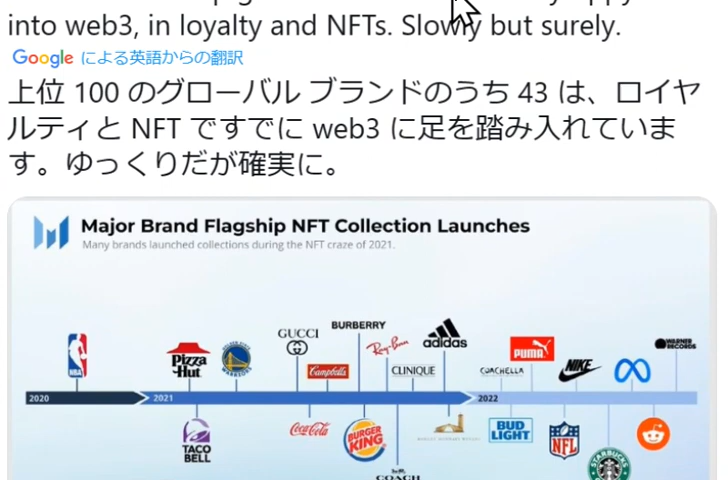 into web3, in loyalty and NFTs. Slowly but surely.
Google による英語からの翻訳
上位 100 のグローバル ブランドのうち 43 は、ロイヤ
ルティと NFT ですでに web3 に足を踏み入れていま
す。ゆっくりだが確実に。
Major Brand Flagship NFT Collection Launches
Many brands launched collections during the NFT craze of 2021.
NBA
Pizza Hut
GOLDEN STATE WARRIORS
GUCCI
Campbell's
BURBERRY
Ray-Ban
CLINIQUE
adidas
COACHELLA
PUMA
NIKE
WARNER RECORDS
2020
2021
2022
TACO BELL
Coca-Cola
BURGER KING
COACH
BUD LIGHT
NFL
STARBUCKS